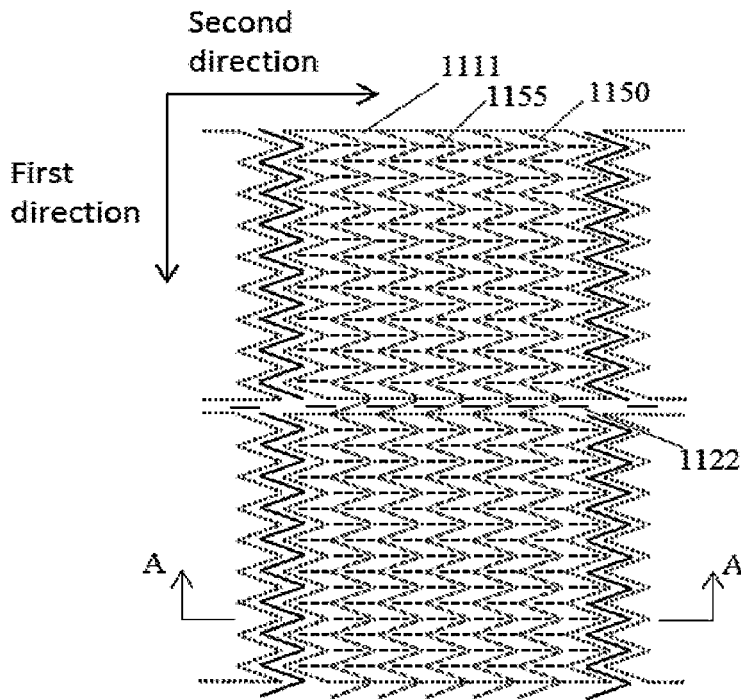 Second
direction
1111
1155
1150
First
direction
1122
A
A